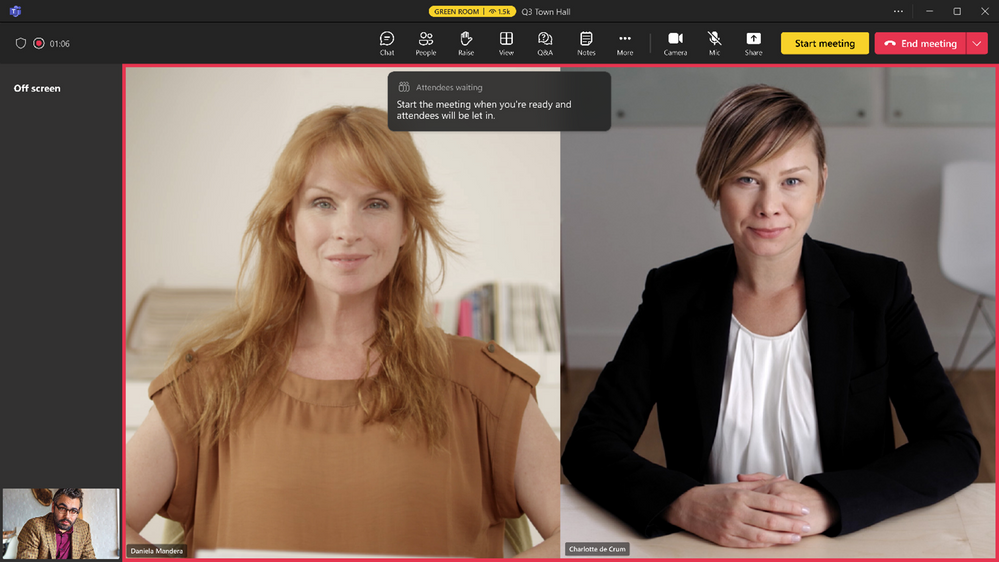 GREEN ROOM | 1.5k Q3 Town Hall
01:06
Chat People Raise View Q&A Notes More Camera Mic Share Start meeting End meeting
Off screen
Attendees waiting
Start the meeting when you're ready and
attendees will be let in.
Daniela Mandera
Charlotte de Crum